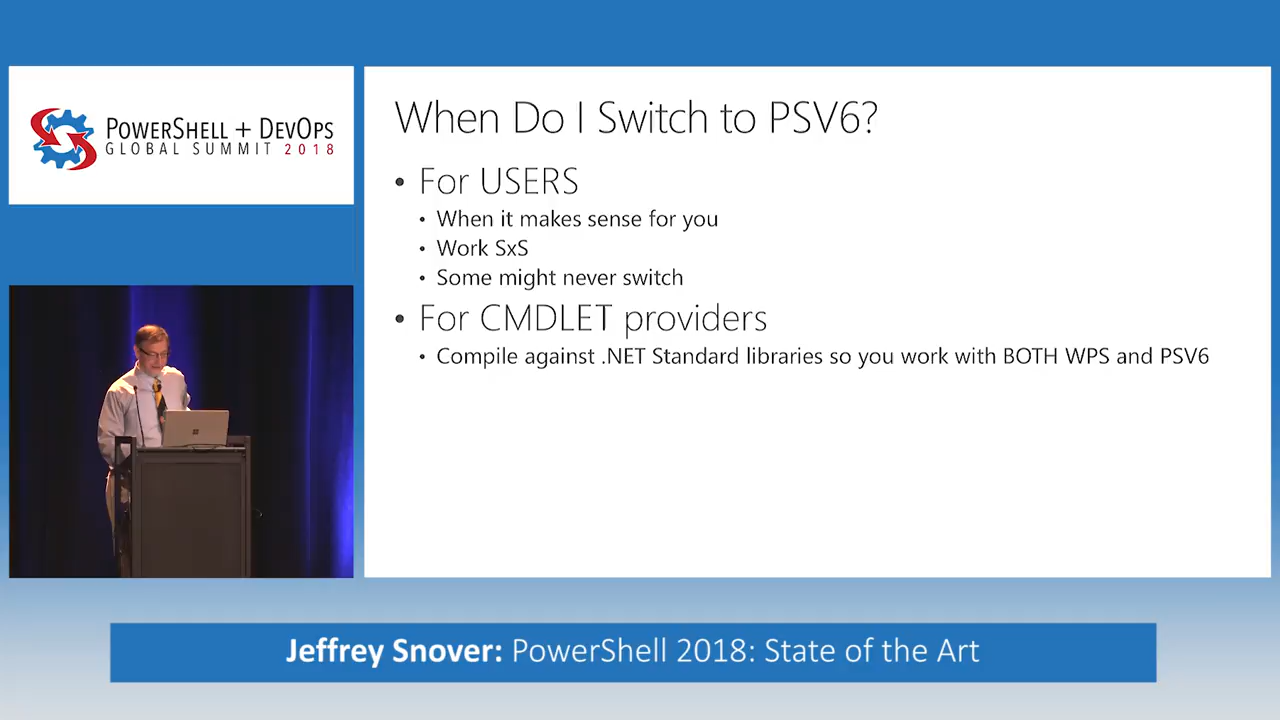 POWERSHELL + DEVOPS
GLOBAL SUMMIT 2018
When Do I Switch to PSV6?
• For USERS
• When it makes sense for you
• Work SxS
• Some might never switch
• For CMDLET providers
• Compile against .NET Standard libraries so you work with BOTH WPS and PSV6
Jeffrey Snover: PowerShell 2018: State of the Art